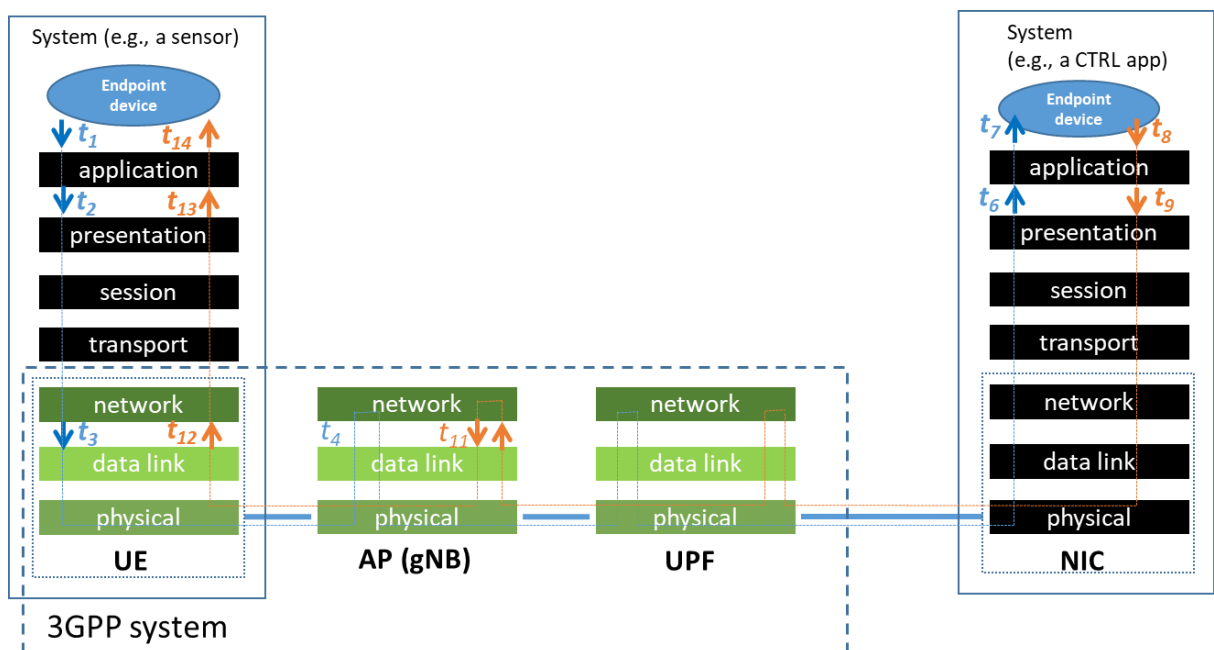 System (e.g., a sensor)
Endpoint
device
t1
t14
application
t2
t13
presentation
session
transport
network
t3
t12
data link
physical
UE
3GPP system
network
t4
t11
data link
physical
AP (gNB)
network
data link
physical
UPF
System
(e.g., a CTRL app)
Endpoint
device
t7
t8
application
t6
t9
presentation
session
transport
network
data link
physical
NIC